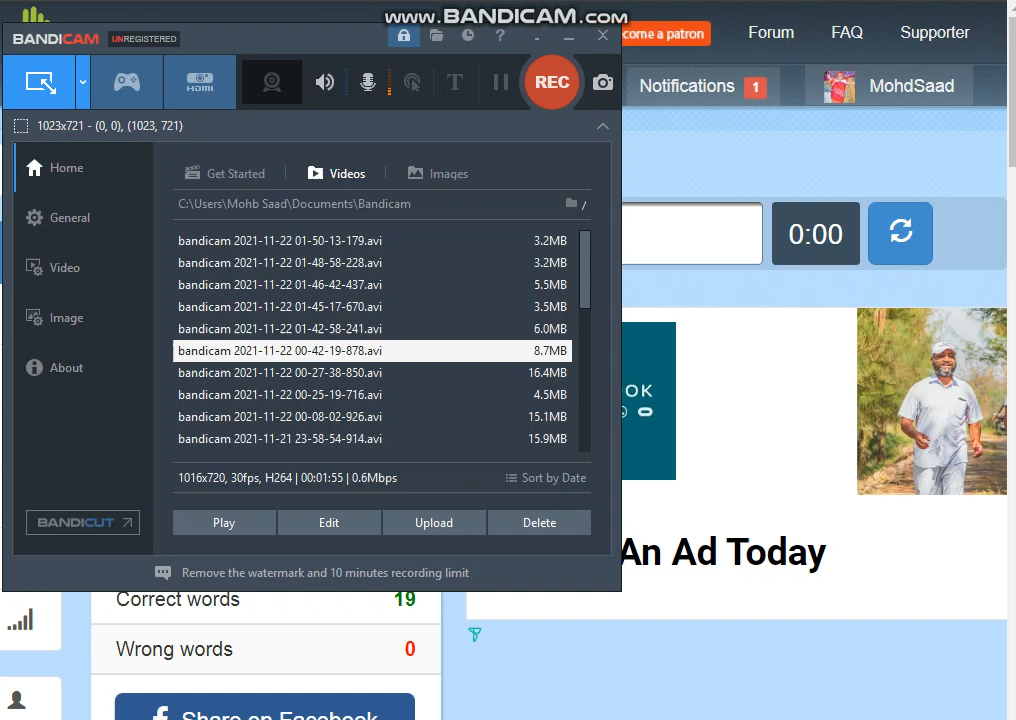 www.BANDICAM.com
BANDICAM UNREGISTERED
?
come a patron
Forum
FAQ
Supporter
HDMI
T
REC
Notifications 1
MohdSaad
1023x721 - (0, 0), (1023, 721)
Home
General
Video
Image
About
BANDICUT
Get Started
Videos
Images
C:\Users\Mohb Saad\Documents\Bandicam
/
bandicam 2021-11-22 01-50-13-179.avi 3.2MB
bandicam 2021-11-22 01-48-58-228.avi 3.2MB
bandicam 2021-11-22 01-46-42-437.avi 5.5MB
bandicam 2021-11-22 01-45-17-670.avi 3.5MB
bandicam 2021-11-22 01-42-58-241.avi 6.0MB
bandicam 2021-11-22 00-42-19-878.avi 8.7MB
bandicam 2021-11-22 00-27-38-850.avi 16.4MB
bandicam 2021-11-22 00-25-19-716.avi 4.5MB
bandicam 2021-11-22 00-08-02-926.avi 15.1MB
bandicam 2021-11-21 23-58-54-914.avi 15.9MB
1016x720, 30fps, H264 | 00:01:55 | 0.6Mbps
Sort by Date
Play
Edit
Upload
Delete
Remove the watermark and 10 minutes recording limit
0:00
OK
An Ad Today
Correct words 19
Wrong words 0
f Share on Facebook